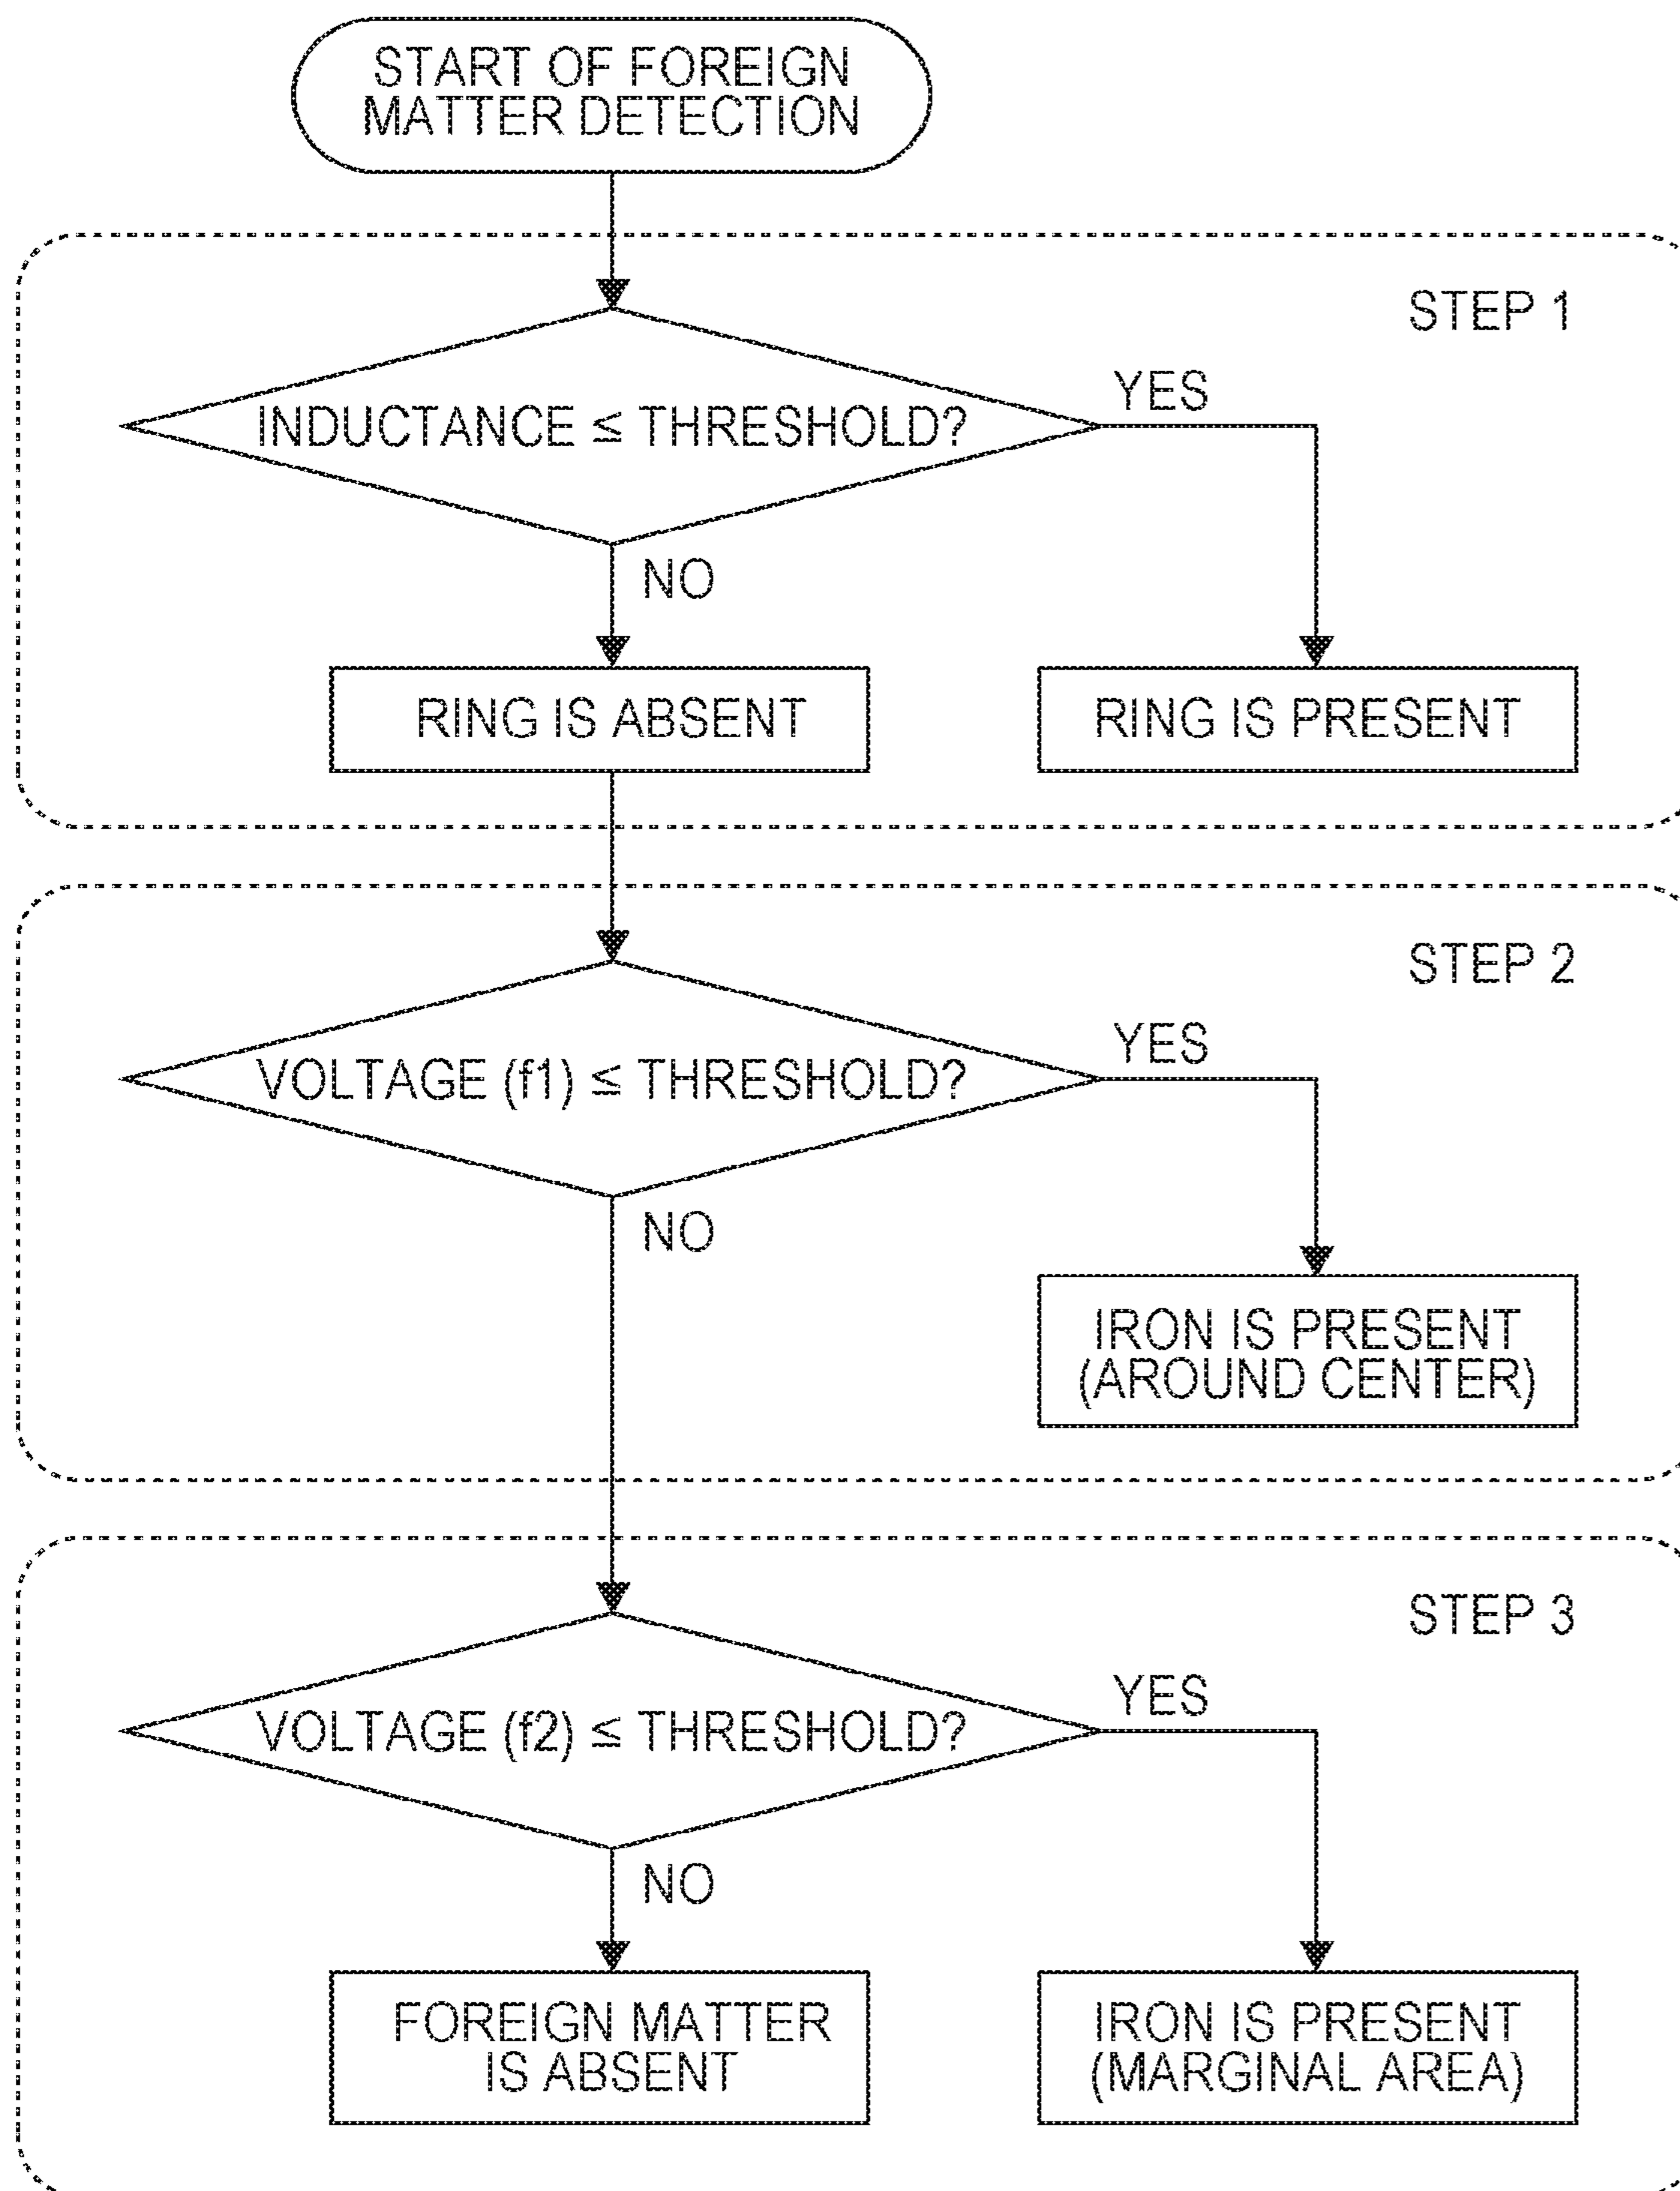 START OF FOREIGN
MATTER DETECTION
STEP 1
INDUCTANCE ≦ THRESHOLD?
YES
NO
RING IS ABSENT
RING IS PRESENT
STEP 2
VOLTAGE (f1) ≦ THRESHOLD?
YES
NO
IRON IS PRESENT
(AROUND CENTER)
STEP 3
VOLTAGE (f2) ≦ THRESHOLD?
YES
NO
FOREIGN MATTER
IS ABSENT
IRON IS PRESENT
(MARGINAL AREA)